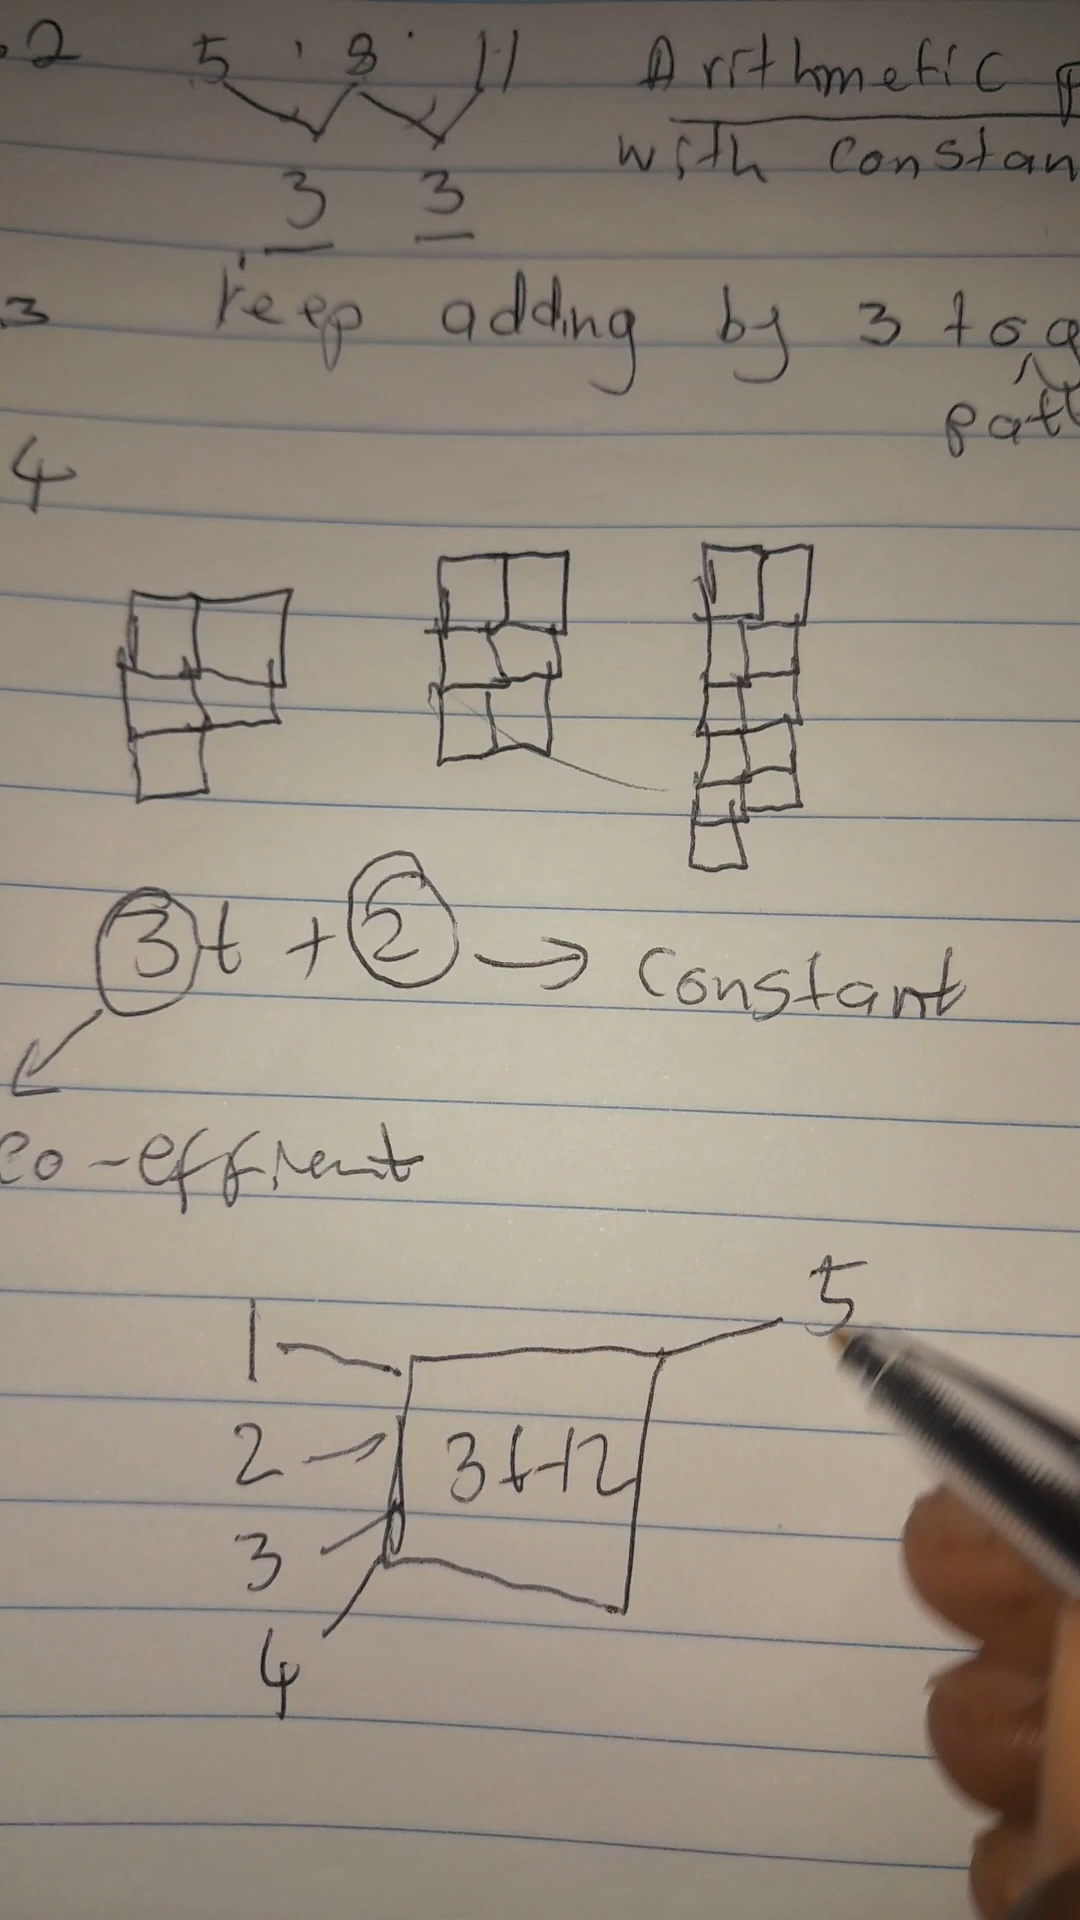 .2 5 , 8 , 11 Arithmetic p
with constan
3 3
.3 keep adding by 3 to g
patt
4
3t + 2 → constant
co-effient
1 5
2 → 3t+2
3
4